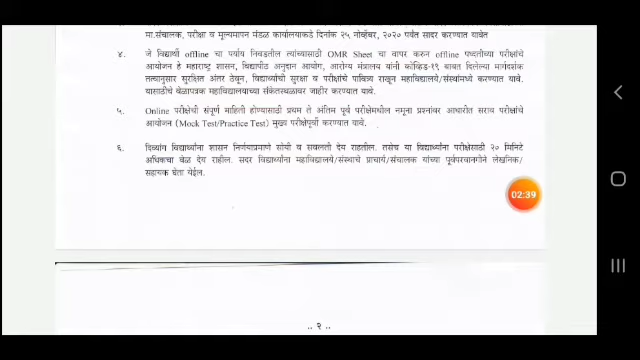 मा.संचालक, परीक्षा व मूल्यमापन मंडळ कार्यालयाकडे दिनांक २५ नोव्हेंबर, २०२० पर्यंत सादर करण्यात यावेत
४. जे विद्यार्थी offline चा पर्याय निवडतील त्यांच्यासाठी OMR Sheet चा वापर करुन offline पध्दतीच्या परीक्षांचे
आयोजन हे महाराष्ट्र शासन, विद्यापीठ अनुदान आयोग, आरोग्य मंत्रालय यांनी कोव्हिड-१९ बाबत दिलेल्या मार्गदर्शक
तत्वानुसार सुरक्षित अंतर ठेवून, विद्यार्थ्यांची सुरक्षा व परीक्षांचे पावित्र्य राखून महाविद्यालये/संस्थांमध्ये करण्यात यावे.
यासाठीचे वेळापत्रक महाविद्यालयाच्या संकेतस्थळावर जाहीर करण्यात यावे.
५. Online परीक्षेची संपूर्ण माहिती होण्यासाठी प्रथम ते अंतिम पूर्व परीक्षेमधील नमूना प्रश्नांवर आधारीत सराव परीक्षांचे
आयोजन (Mock Test/Practice Test) मुख्य परीक्षेपूर्वी करण्यात यावे.
६. दिव्यांग विद्यार्थ्यांना शासन निर्णयाप्रमाणे सोयी व सवलती देय राहतील. तसेच या विद्यार्थ्यांना परीक्षेसाठी २० मिनिटे
अधिकचा वेळ देय राहील. सदर विद्यार्थ्यांना महाविद्यालये/संस्थाचे प्राचार्य/संचालक यांच्या पूर्वपरवानगीने लेखनिक/
सहायक घेता येईल.
02:39
.. २ ..